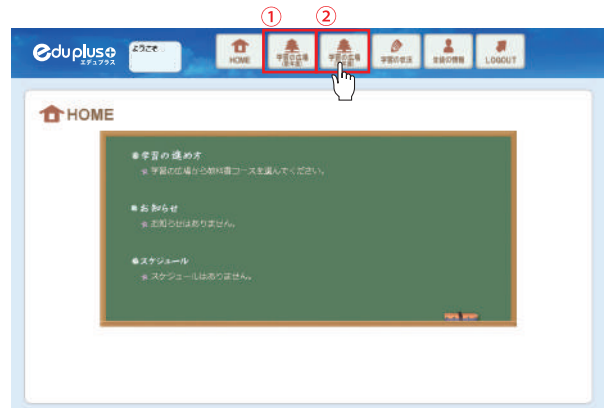 ① ②
eduplus+
エデュプラス
ようこそ
HOME
学習の広場
学習の広場
学習の状況
生徒の情報
LOGOUT
HOME
学習の進め方
学習の広場から教科書コースを選んでください。
お知らせ
お知らせはありません。
スケジュール
スケジュールはありません。